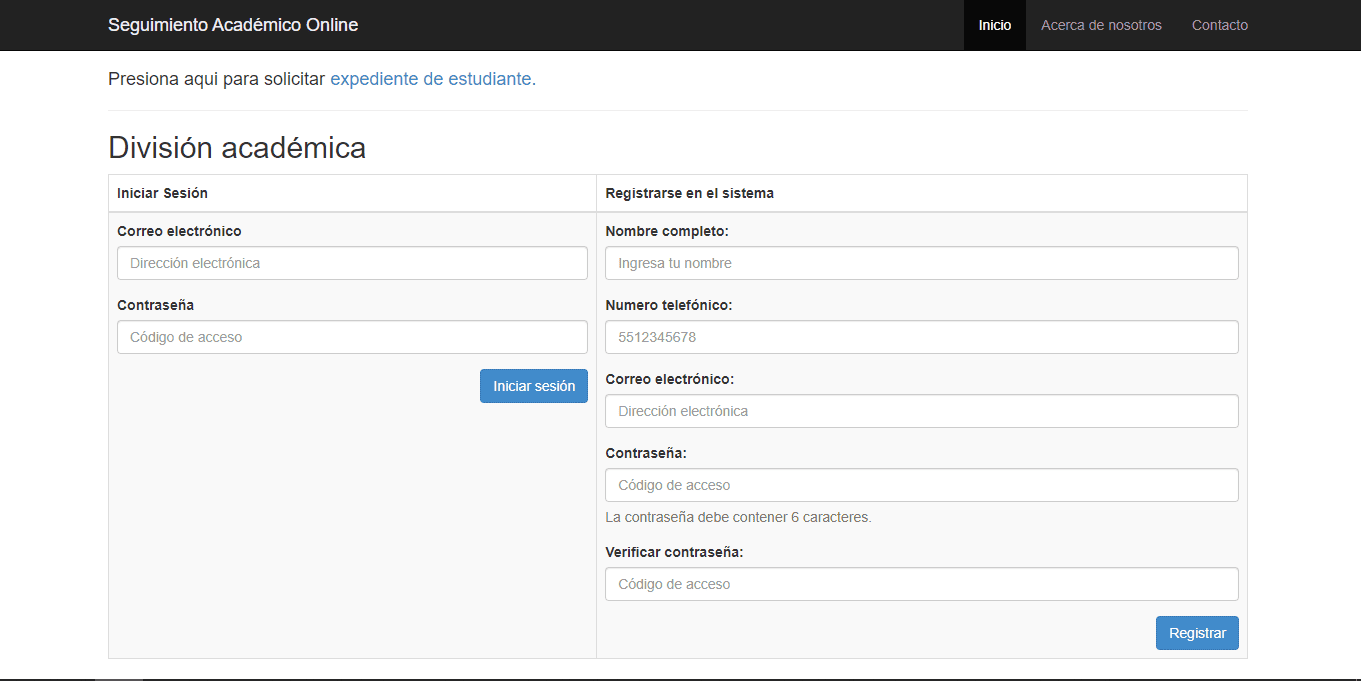 Seguimiento Académico Online
Inicio
Acerca de nosotros
Contacto
Presiona aqui para solicitar expediente de estudiante.
División académica
Iniciar Sesión
Correo electrónico
Dirección electrónica
Contraseña
Código de acceso
Iniciar sesión
Registrarse en el sistema
Nombre completo:
Ingresa tu nombre
Numero telefónico:
5512345678
Correo electrónico:
Dirección electrónica
Contraseña:
Código de acceso
La contraseña debe contener 6 caracteres.
Verificar contraseña:
Código de acceso
Registrar